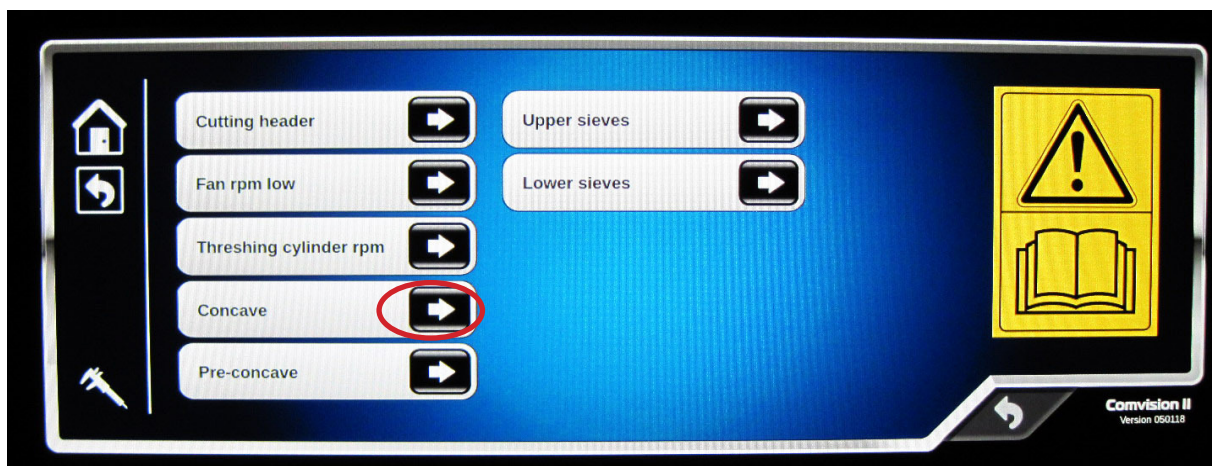 Cutting header
Fan rpm low
Threshing cylinder rpm
Concave
Pre-concave
Upper sieves
Lower sieves
Comvision II
Version 050118